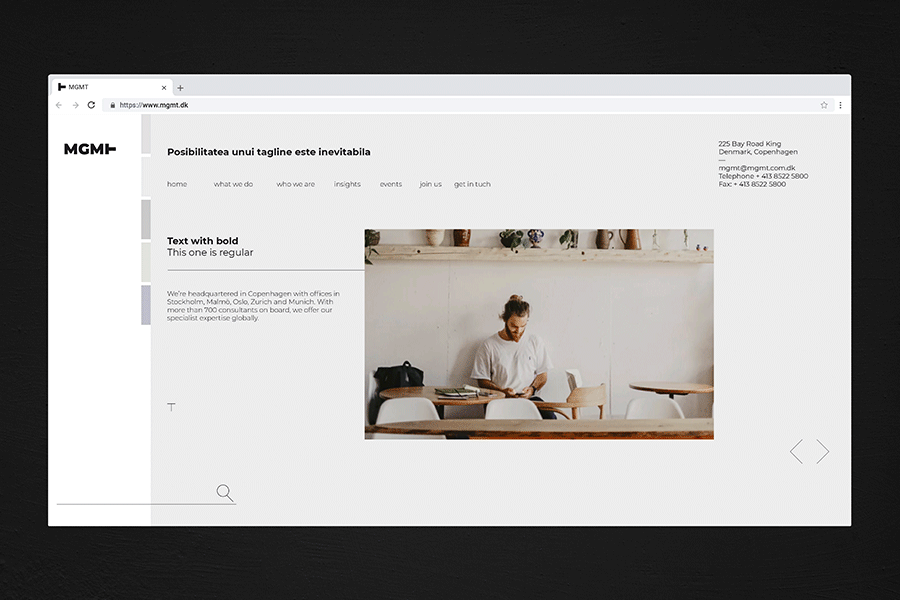 MGMT
https://www.mgmt.dk
MGMT
Posibilitatea unui tagline este inevitabila
225 Bay Road King
Denmark, Copenhagen
—
mgmt@mgmt.com.dk
Telephone + 413 8522 5800
Fax: + 413 8522 5800
home what we do who we are insights events join us get in tuch
Text with bold
This one is regular
We're headquartered in Copenhagen with offices in
Stockholm, Malmö, Oslo, Zurich and Munich. With
more than 700 consultants on board, we offer our
specialist expertise globally.